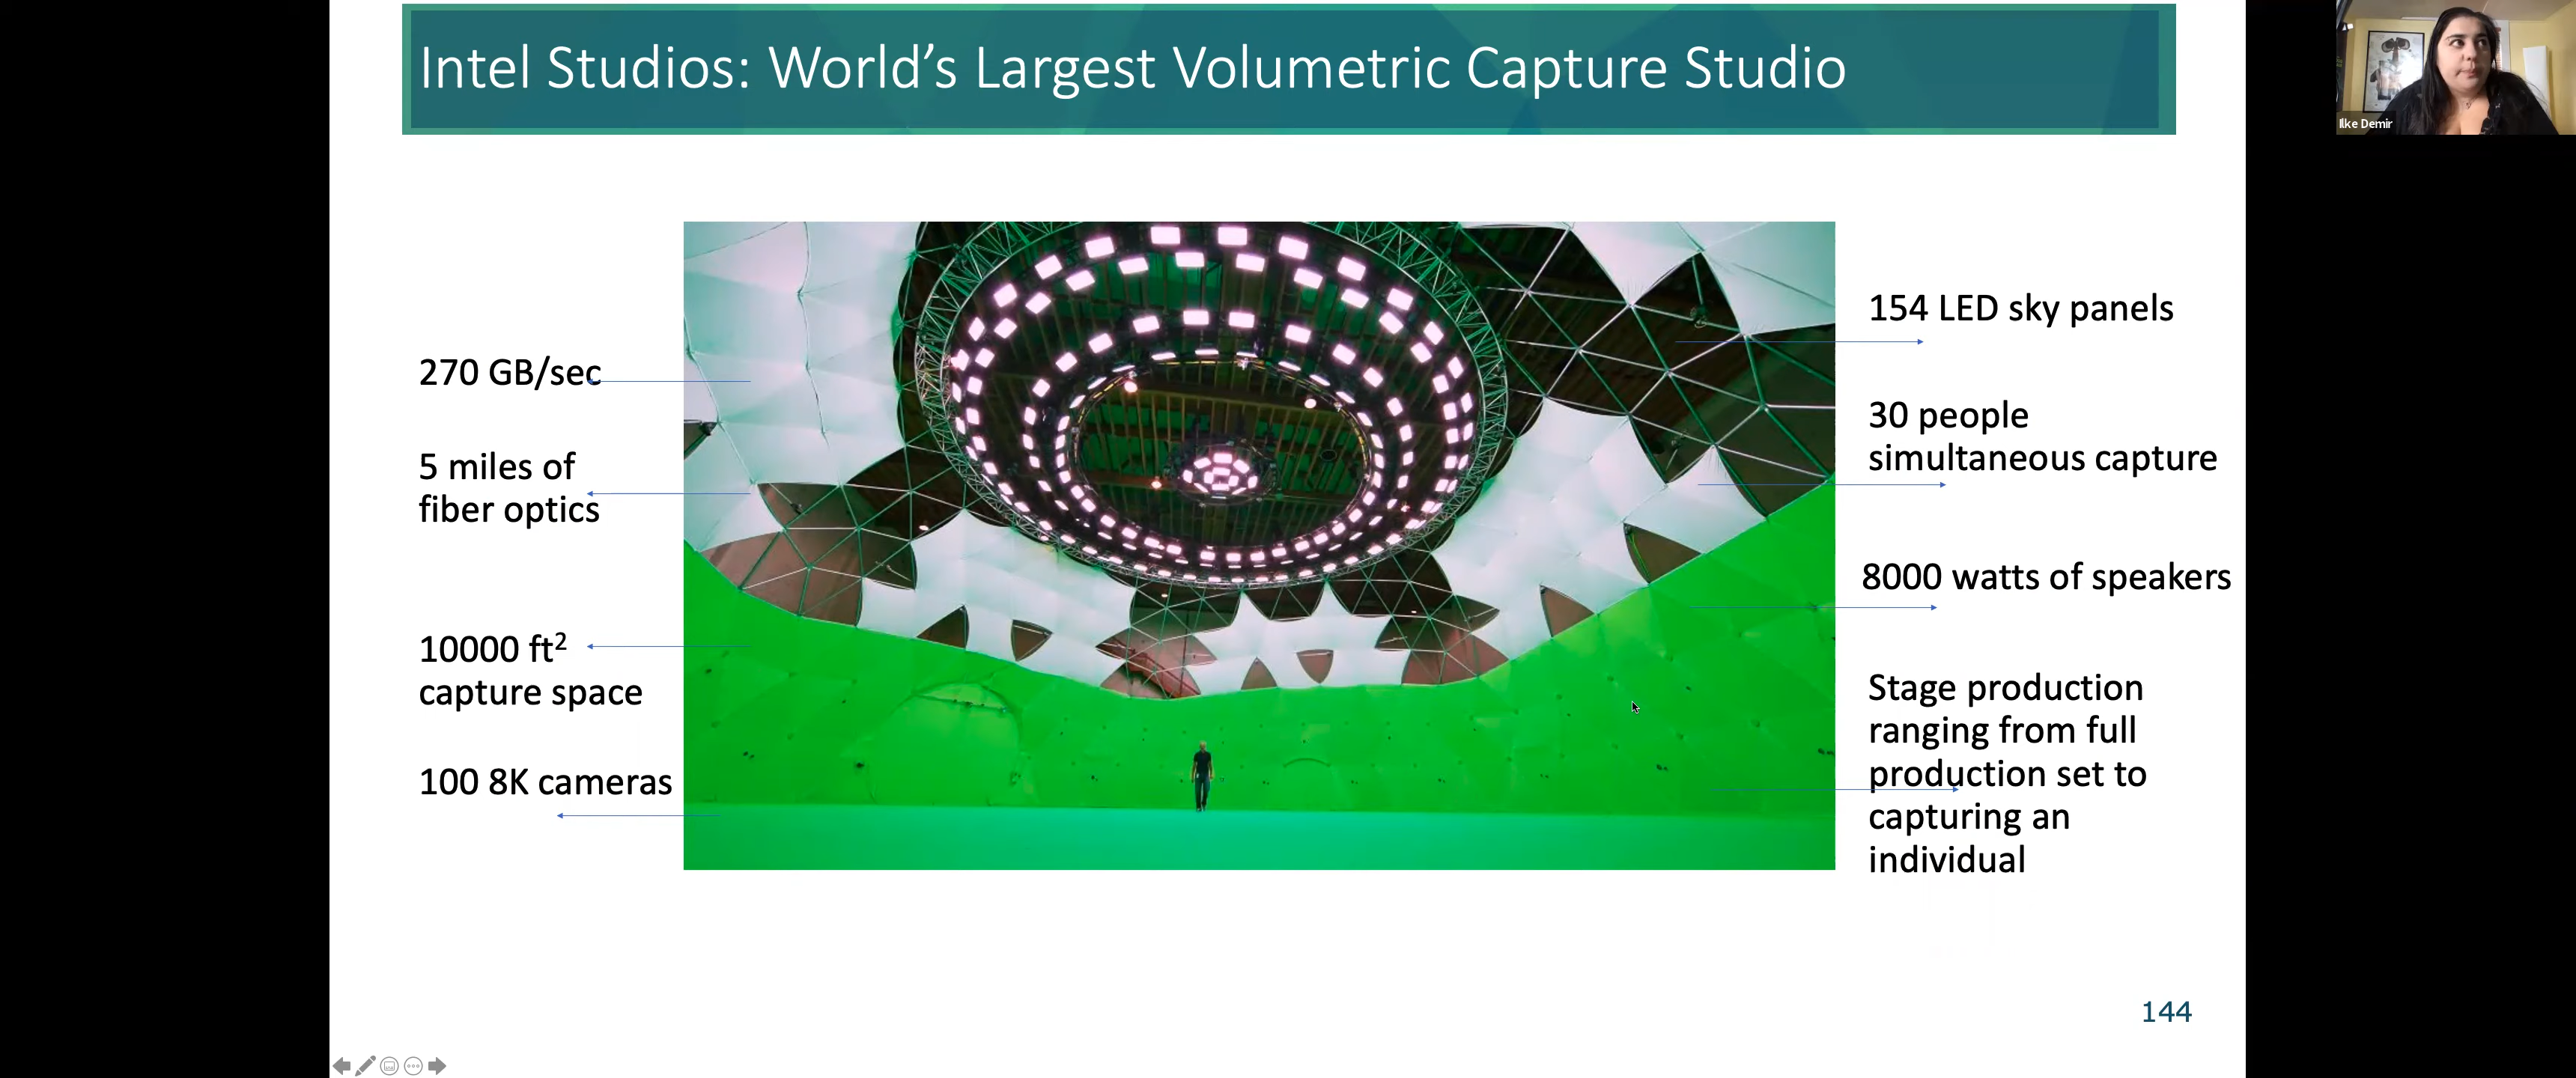 Intel Studios: World's Largest Volumetric Capture Studio
Ilke Demir
270 GB/sec
5 miles of
fiber optics
10000 ft²
capture space
100 8K cameras
154 LED sky panels
30 people
simultaneous capture
8000 watts of speakers
Stage production
ranging from full
production set to
capturing an
individual
144